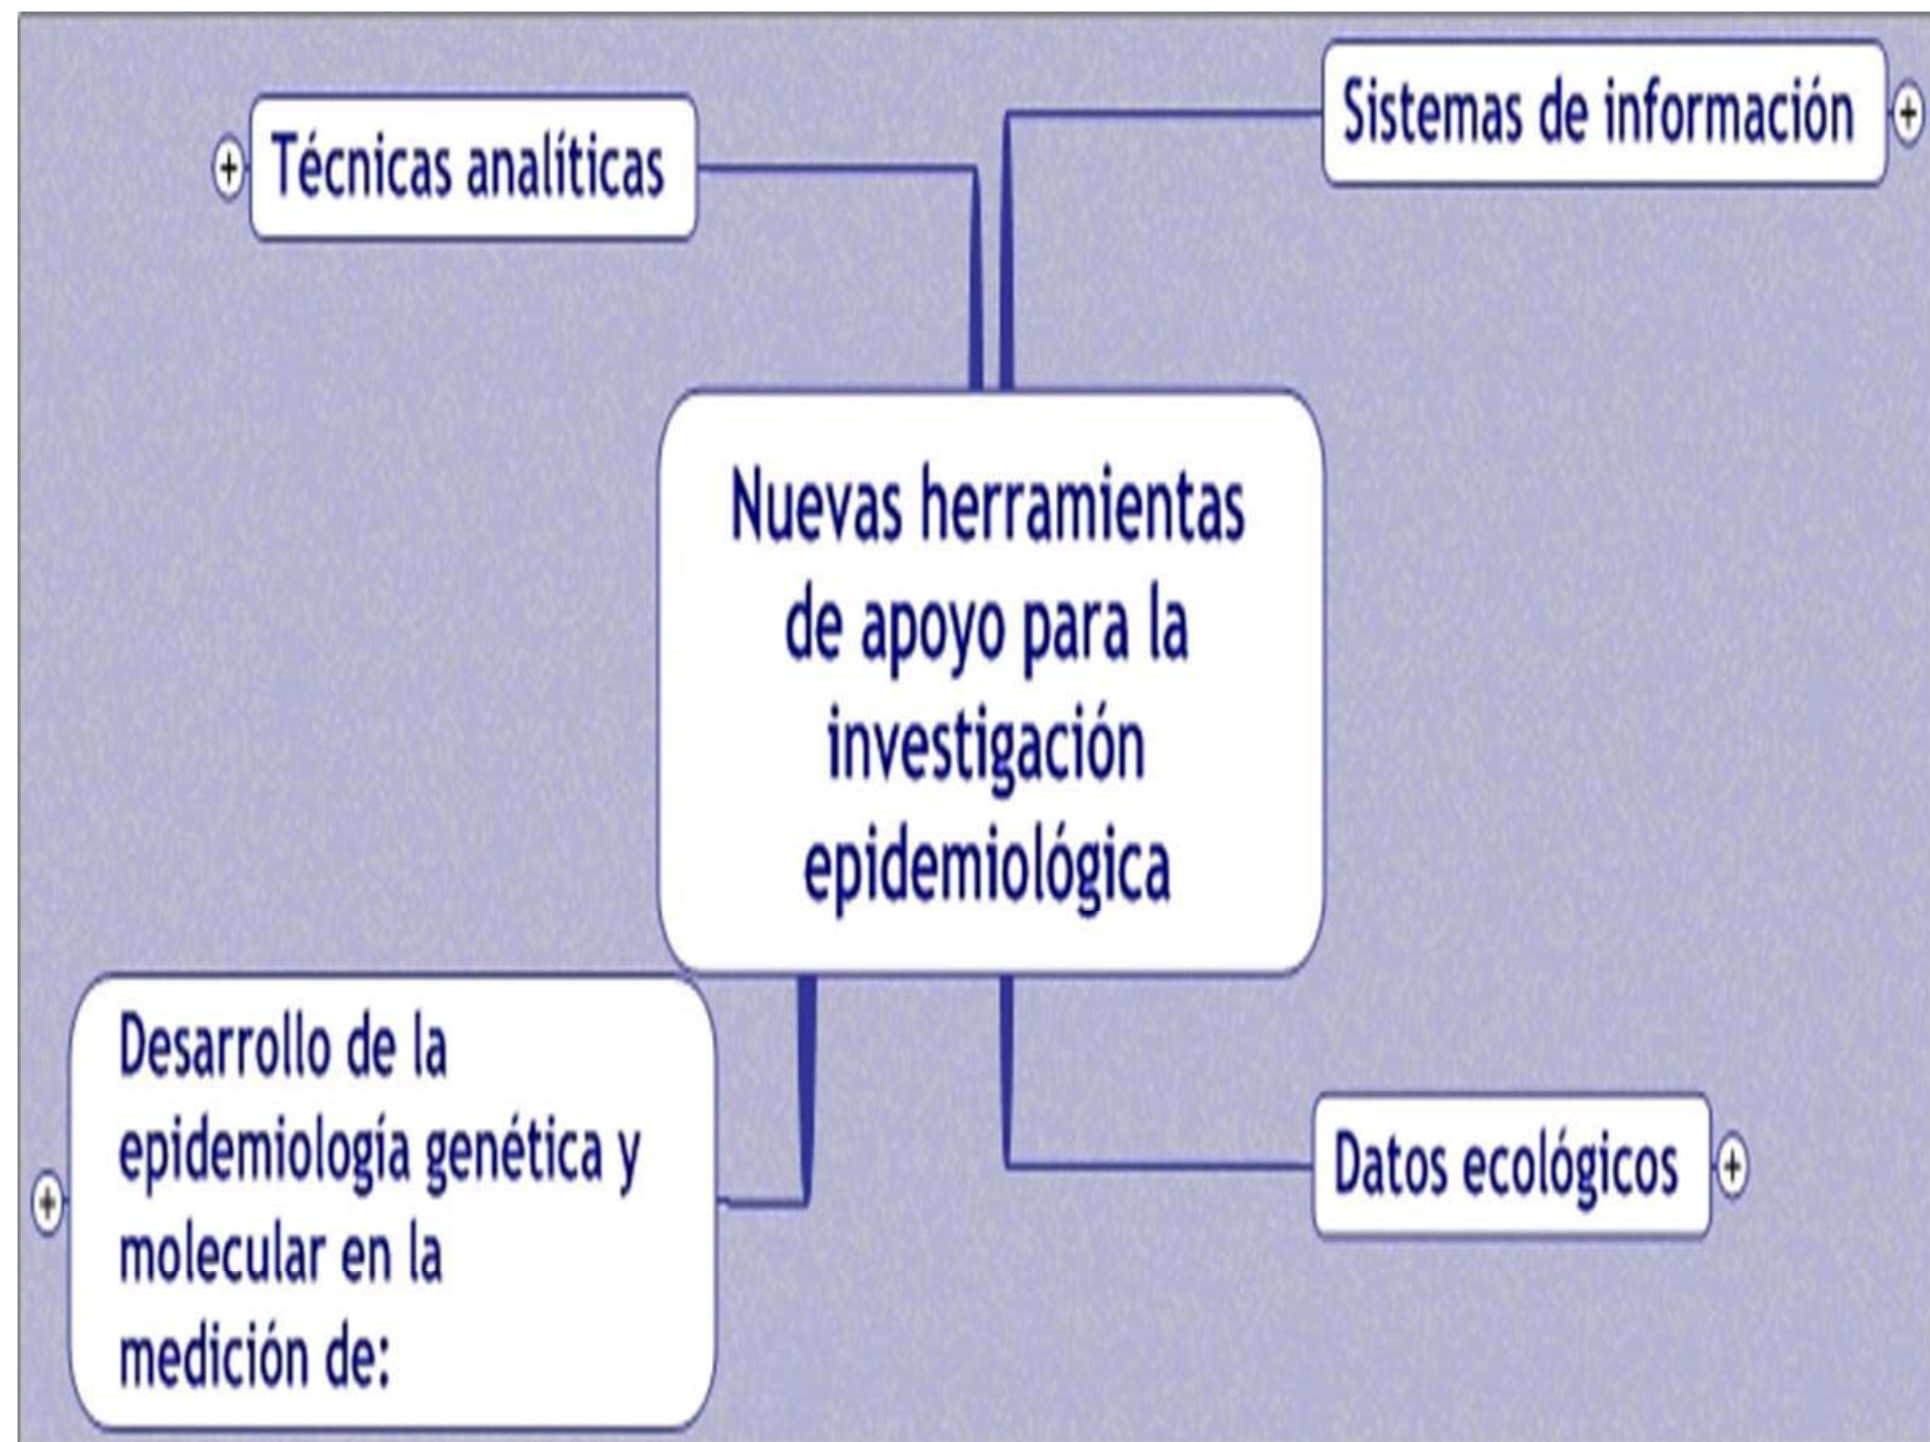 Técnicas analíticas
Sistemas de información
Nuevas herramientas
de apoyo para la
investigación
epidemiológica
Desarrollo de la
epidemiología genética y
molecular en la
medición de:
Datos ecológicos